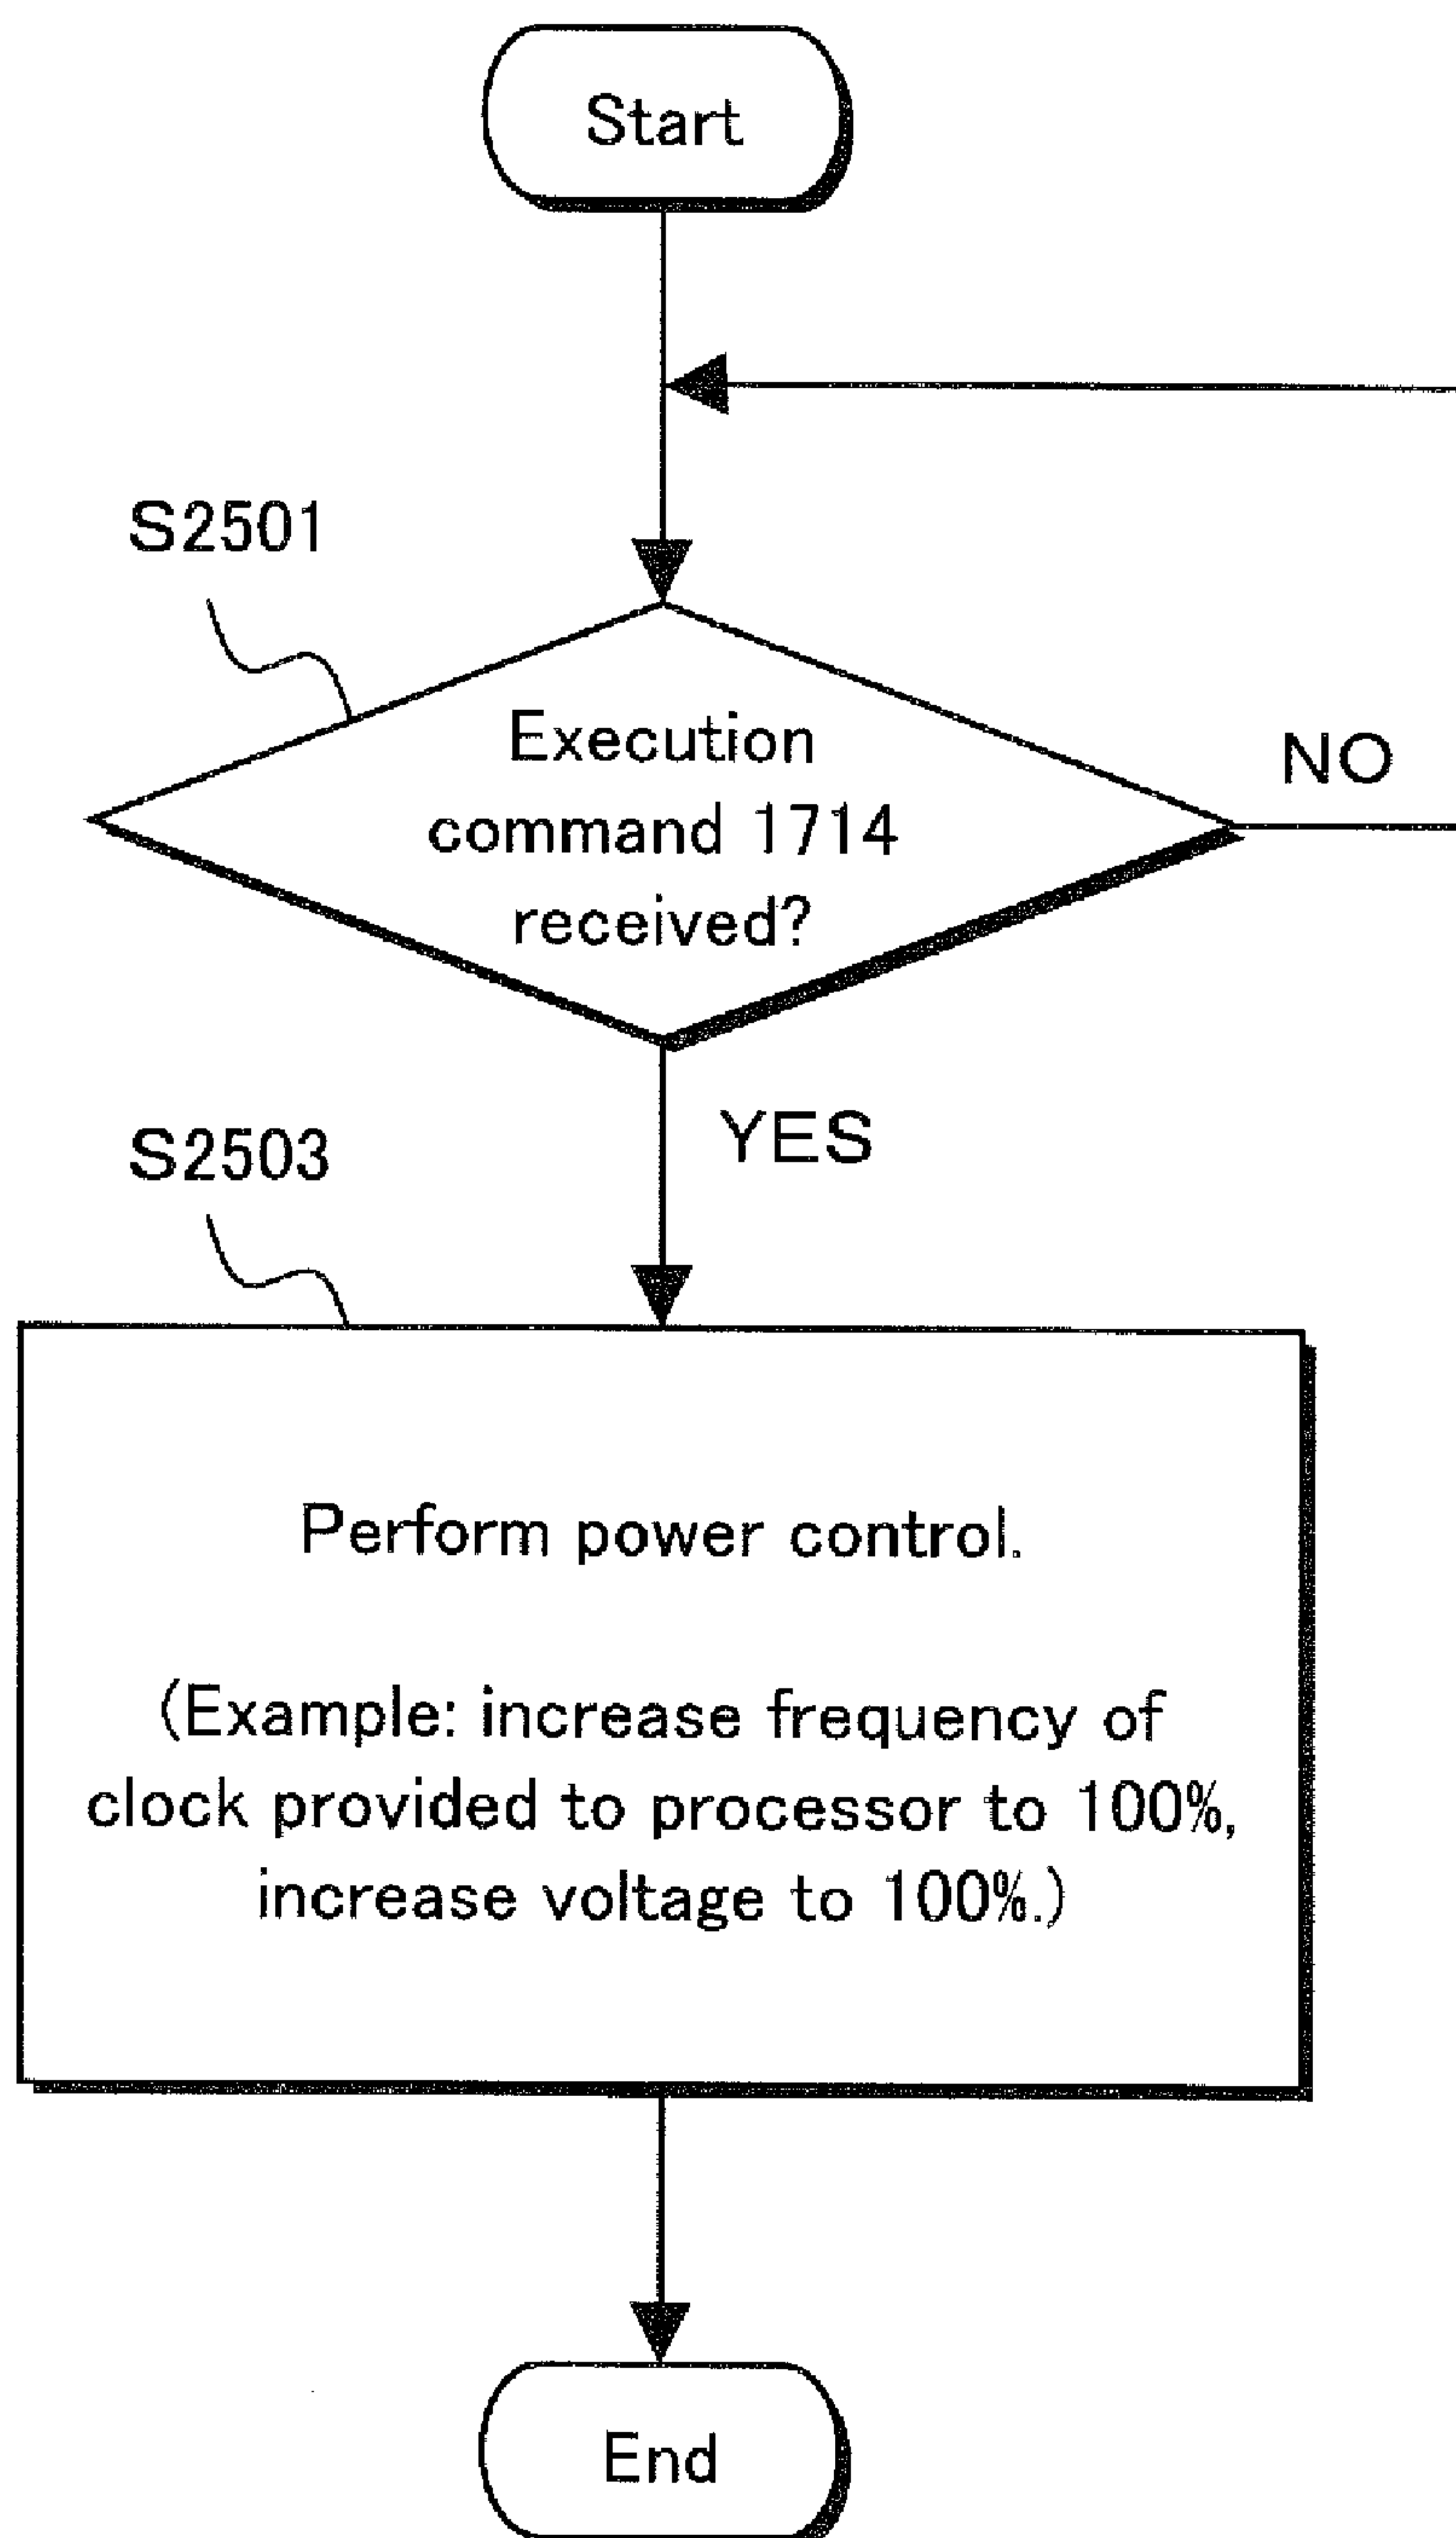 Start
S2501
Execution
command 1714
received?
NO
YES
S2503
Perform power control.
(Example: increase frequency of
clock provided to processor to 100%,
increase voltage to 100%.)
End